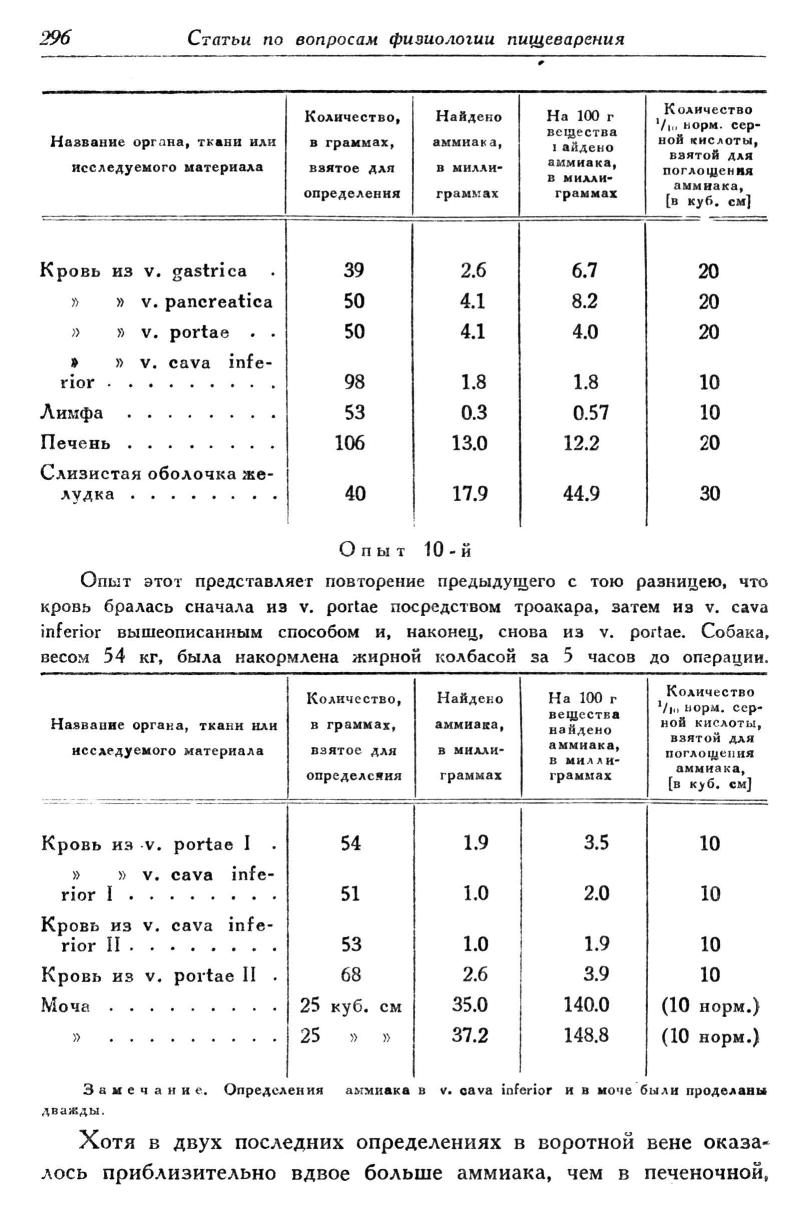 296 Статьи по вопросам физиологии пищеварения
Название органа, ткани или исследуемого материала | Количество, в граммах, взятое для определения | Найдено аммиака, в миллиграммах | На 100 г вещества айдено аммиака, в миллиграммах | Количество 1/10 норм. серной кислоты, взятой для поглощения аммиака, [в куб. см]
Кровь из v. gastrica . 39 2.6 6.7 20
» » v. pancreatica 50 4.1 8.2 20
» » v. portae . . 50 4.1 4.0 20
» » v. cava infe-
rior . . . . . . . . . 98 1.8 1.8 10
Лимфа . . . . . . . . 53 0.3 0.57 10
Печень . . . . . . . . 106 13.0 12.2 20
Слизистая оболочка же-
лудка . . . . . . . . 40 17.9 44.9 30
Опыт 10-й
Опыт этот представляет повторение предыдущего с тою разницею, что
кровь бралась сначала из v. portae посредством троакара, затем из v. cava
inferior вышеописанным способом и, наконец, снова из v. portae. Собака,
весом 54 кг, была накормлена жирной колбасой за 5 часов до операции.
Название органа, ткани или исследуемого материала | Количество, в граммах, взятое для определения | Найдено аммиака, в миллиграммах | На 100 г вещества найдено аммиака, в миллиграммах | Количество 1/10 норм. серной кислоты, взятой для поглощения аммиака, [в куб. см]
Кровь из v. portae I . 54 1.9 3.5 10
» » v. cava infe-
rior I . . . . . . . . 51 1.0 2.0 10
Кровь из v. cava infe-
rior II . . . . . . . . 53 1.0 1.9 10
Кровь из v. portae II . 68 2.6 3.9 10
Моча . . . . . . . . . 25 куб. см 35.0 140.0 (10 норм.)
» . . . . . . . . . 25 » » 37.2 148.8 (10 норм.)
Замечание. Определения аммиака в v. cava inferior и в моче были проделаны
дважды.
Хотя в двух последних определениях в воротной вене оказа-
лось приблизительно вдвое больше аммиака, чем в печеночной,